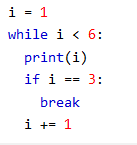 i = 1
while i < 6:
  print(i)
  if i == 3:
    break
  i += 1